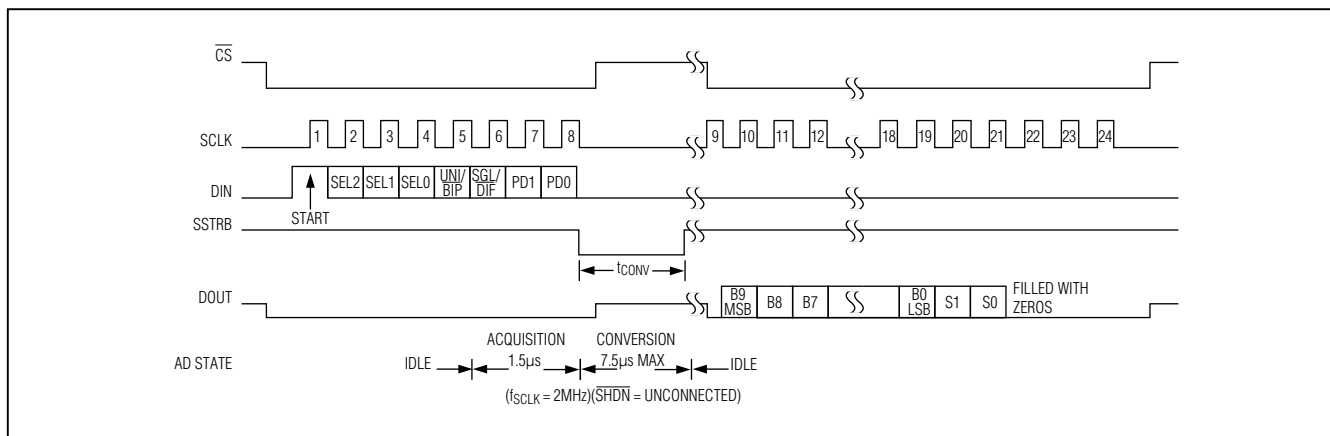 CS
SCLK
1 2 3 4 5 6 7 8 9 10 11 12 18 19 20 21 22 23 24
DIN
SEL2 SEL1 SEL0 UNI/BIP SGL/DIF PD1 PD0
START
SSTRB
tCONV
DOUT
B9 MSB B8 B7 B0 LSB S1 S0 FILLED WITH ZEROS
ACQUISITION CONVERSION
AD STATE IDLE 1.5µs 7.5µs MAX IDLE
(fSCLK = 2MHz)(SHDN = UNCONNECTED)